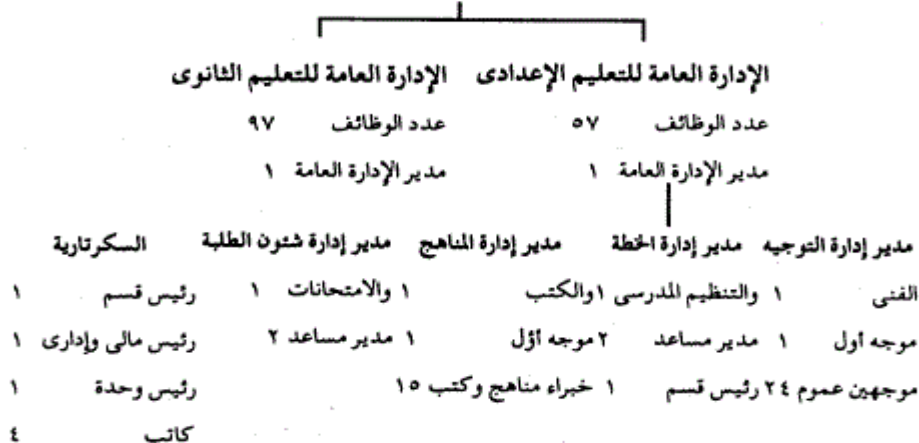 الإدارة العامة للتعليم الإعدادى الإدارة العامة للتعليم الثانوى
عدد الوظائف ٥٧ عدد الوظائف ٩٧
مدير الإدارة العامة ١ مدير الإدارة العامة ١
مدير إدارة التوجيه مدير إدارة الخطة مدير إدارة المناهج مدير إدارة شئون الطلبة السكرتارية
الفنى ١ والتنظيم المدرسى ١ والكتب ١ والامتحانات ١ رئيس قسم ١
موجه أول ١ مدير مساعد ٢ موجه أؤل ١ مدير مساعد ٢ رئيس مالى وإدارى ١
موجهين عموم ٢٤ رئيس قسم ١ خبراء مناهج وكتب ١٥ رئيس وحدة ١
كاتب ٤